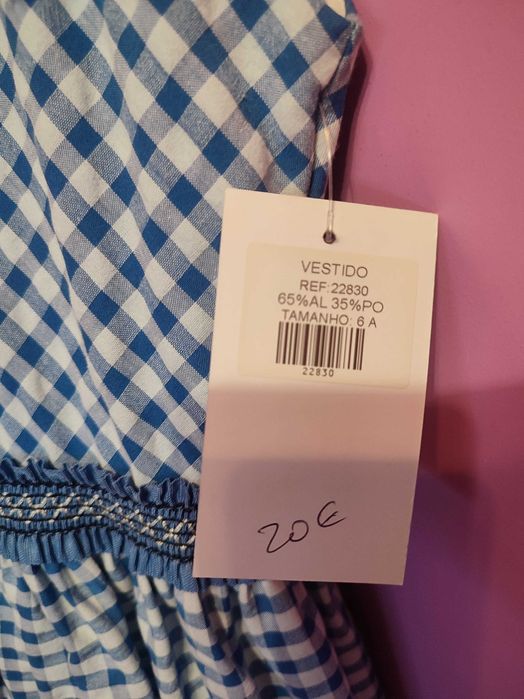 VESTIDO
REF:22830
65%AL 35%PO
TAMANHO: 6 A
22830
20€